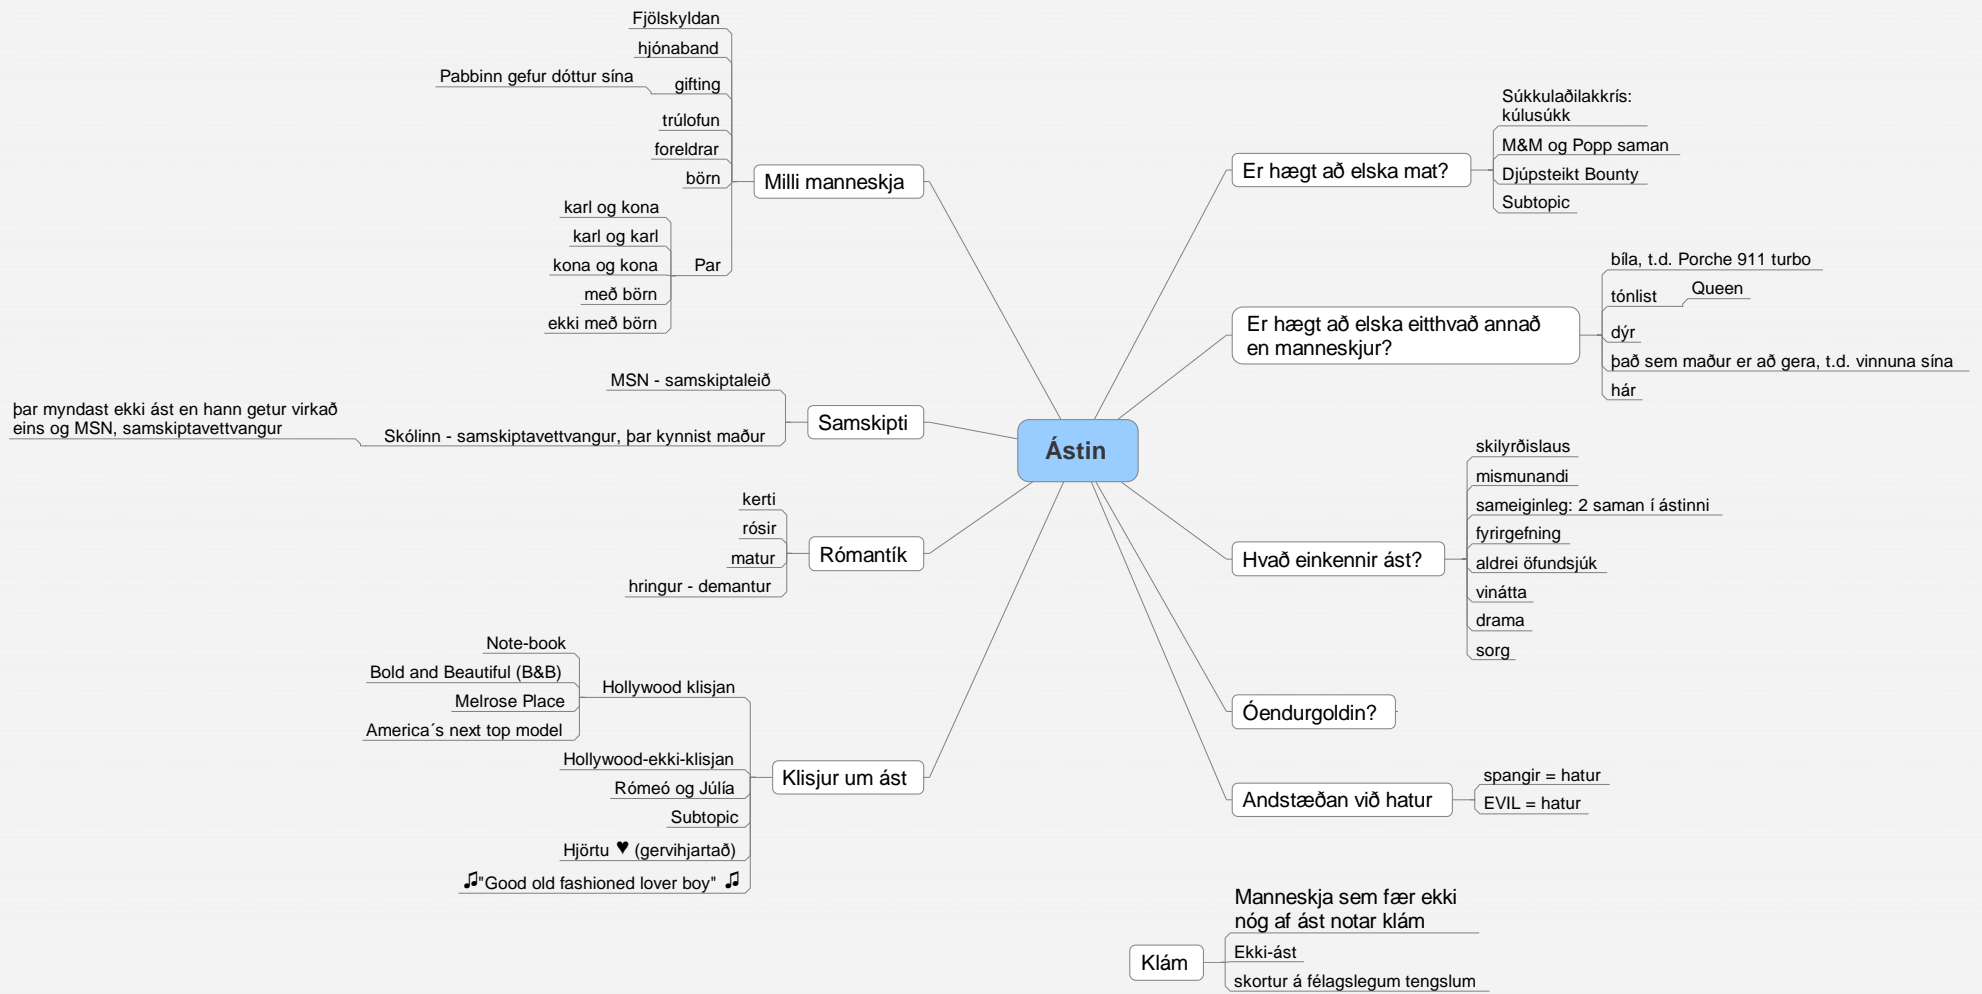 Ástin
Milli manneskja
Fjölskyldan
hjónaband
gifting
Pabbinn gefur dóttur sína
trúlofun
foreldrar
börn
Par
karl og kona
karl og karl
kona og kona
með börn
ekki með börn
Samskipti
MSN - samskiptaleið
Skólinn - samskiptavettvangur, þar kynnist maður
þar myndast ekki ást en hann getur virkað
eins og MSN, samskiptavettvangur
Rómantík
kerti
rósir
matur
hringur - demantur
Klisjur um ást
Hollywood klisjan
Note-book
Bold and Beautiful (B&B)
Melrose Place
America´s next top model
Hollywood-ekki-klisjan
Rómeó og Júlía
Subtopic
Hjörtu ♥ (gervihjartað)
♫"Good old fashioned lover boy" ♫
Er hægt að elska mat?
Súkkulaðilakkrís:
kúlusúkk
M&M og Popp saman
Djúpsteikt Bounty
Subtopic
Er hægt að elska eitthvað annað
en manneskjur?
bíla, t.d. Porche 911 turbo
tónlist
Queen
dýr
það sem maður er að gera, t.d. vinnuna sína
hár
Hvað einkennir ást?
skilyrðislaus
mismunandi
sameiginleg: 2 saman í ástinni
fyrirgefning
aldrei öfundsjúk
vinátta
drama
sorg
Óendurgoldin?
Andstæðan við hatur
spangir = hatur
EVIL = hatur
Klám
Manneskja sem fær ekki
nóg af ást notar klám
Ekki-ást
skortur á félagslegum tengslum